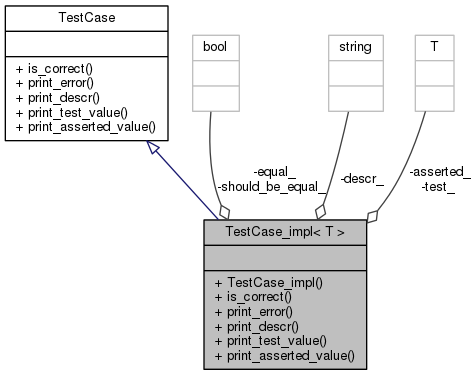 TestCase
+ is_correct()
+ print_error()
+ print_descr()
+ print_test_value()
+ print_asserted_value()
bool
string
T
-equal_
-should_be_equal_
-descr_
-asserted_
-test_
TestCase_impl< T >
+ TestCase_impl()
+ is_correct()
+ print_error()
+ print_descr()
+ print_test_value()
+ print_asserted_value()